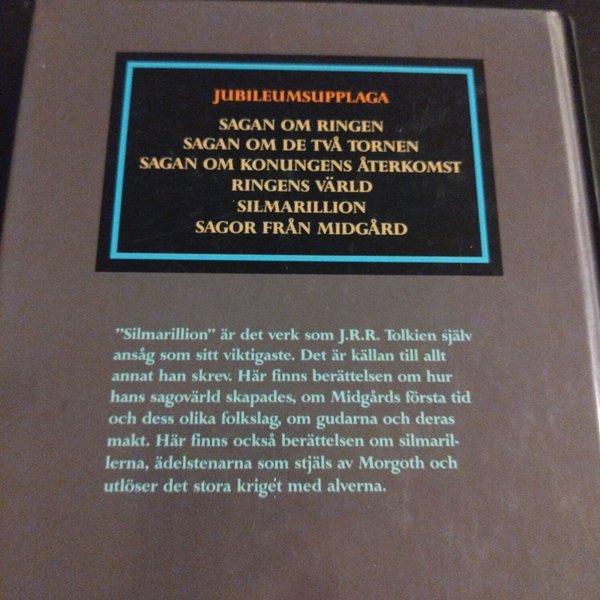 JUBILEUMSUPPLAGA
SAGAN OM RINGEN
SAGAN OM DE TVÅ TORNEN
SAGAN OM KONUNGENS ÅTERKOMST
RINGENS VÄRLD
SILMARILLION
SAGOR FRÅN MIDGÅRD
”Silmarillion” är det verk som J.R.R. Tolkien själv
ansåg som sitt viktigaste. Det är källan till allt
annat han skrev. Här finns berättelsen om hur
hans sagovärld skapades, om Midgårds första tid
och dess olika folkslag, om gudarna och deras
makt. Här finns också berättelsen om silmaril-
lerna, ädelstenarna som stjäls av Morgoth och
utlöser det stora kriget med alverna.